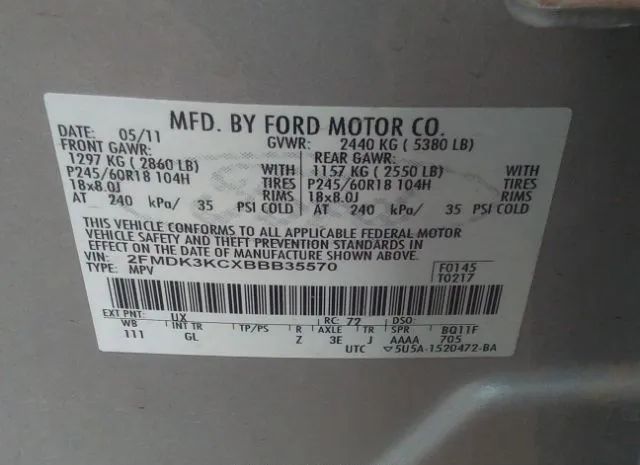 MFD. BY FORD MOTOR CO.
DATE: 05/11 GVWR: 2440 KG ( 5380 LB)
FRONT GAWR: REAR GAWR:
1297 KG ( 2860 LB) WITH 1157 KG ( 2550 LB) WITH
P245/60R18 104H TIRES P245/60R18 104H TIRES
18x8.0J RIMS 18x8.0J RIMS
AT 240 kPa/ 35 PSI COLD AT 240 kPa/ 35 PSI COLD
THIS VEHICLE CONFORMS TO ALL APPLICABLE FEDERAL MOTOR
VEHICLE SAFETY AND THEFT PREVENTION STANDARDS IN
EFFECT ON THE DATE OF MANUFACTURE SHOWN ABOVE.
VIN: 2FMDK3KCXBBB35570 F0145
TYPE: MPV T0217
EXT PNT: UX RC: 72 DSO:
WB INT TR TP/PS R AXLE TR SPR BQ11F
111 GL Z 3E J AAAA 705
UTC ▽5U5A-1520472-BA